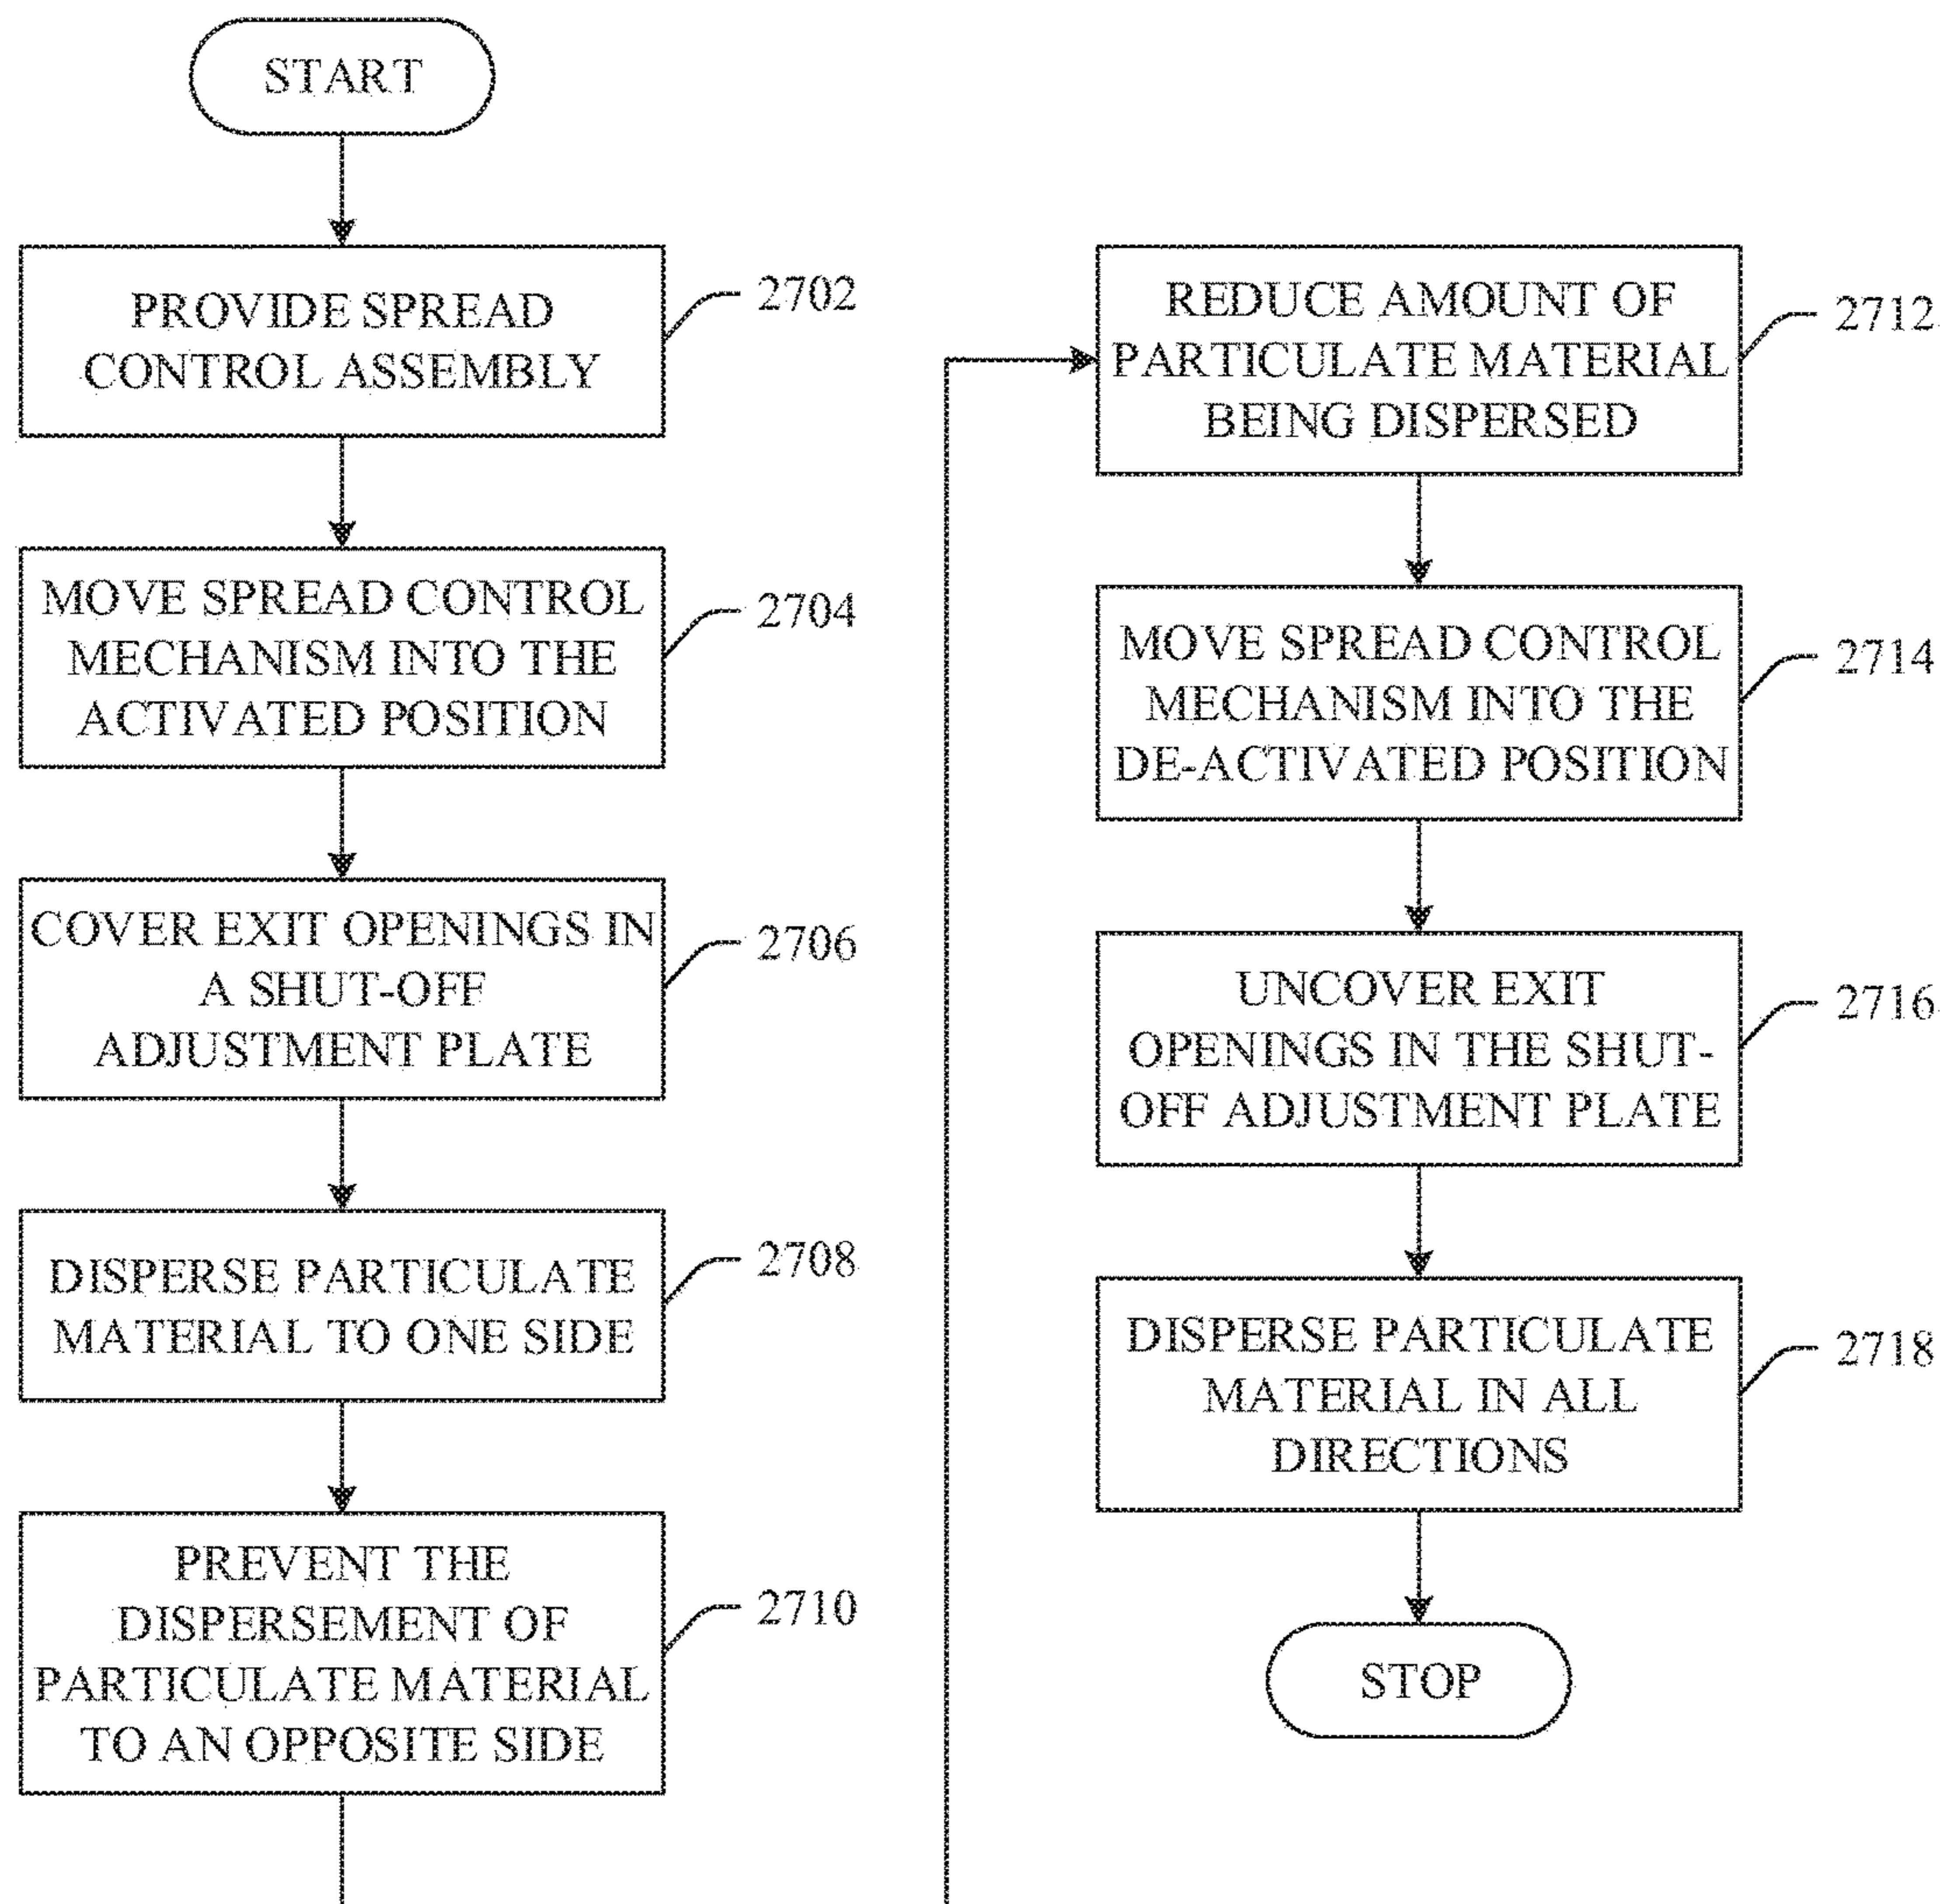 START
PROVIDE SPREAD
CONTROL ASSEMBLY
2702
MOVE SPREAD CONTROL
MECHANISM INTO THE
ACTIVATED POSITION
2704
COVER EXIT OPENINGS IN
A SHUT-OFF
ADJUSTMENT PLATE
2706
DISPERSE PARTICULATE
MATERIAL TO ONE SIDE
2708
PREVENT THE
DISPERSEMENT OF
PARTICULATE MATERIAL
TO AN OPPOSITE SIDE
2710
REDUCE AMOUNT OF
PARTICULATE MATERIAL
BEING DISPERSED
2712
MOVE SPREAD CONTROL
MECHANISM INTO THE
DE-ACTIVATED POSITION
2714
UNCOVER EXIT
OPENINGS IN THE SHUT-
OFF ADJUSTMENT PLATE
2716
DISPERSE PARTICULATE
MATERIAL IN ALL
DIRECTIONS
2718
STOP